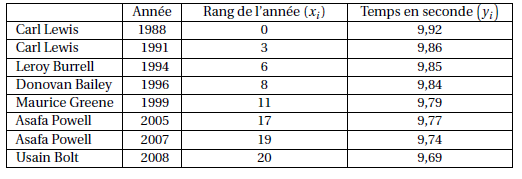 Année Rang de l'année (xi) Temps en seconde (yi)
Carl Lewis 1988 0 9,92
Carl Lewis 1991 3 9,86
Leroy Burrell 1994 6 9,85
Donovan Bailey 1996 8 9,84
Maurice Greene 1999 11 9,79
Asafa Powell 2005 17 9,77
Asafa Powell 2007 19 9,74
Usain Bolt 2008 20 9,69